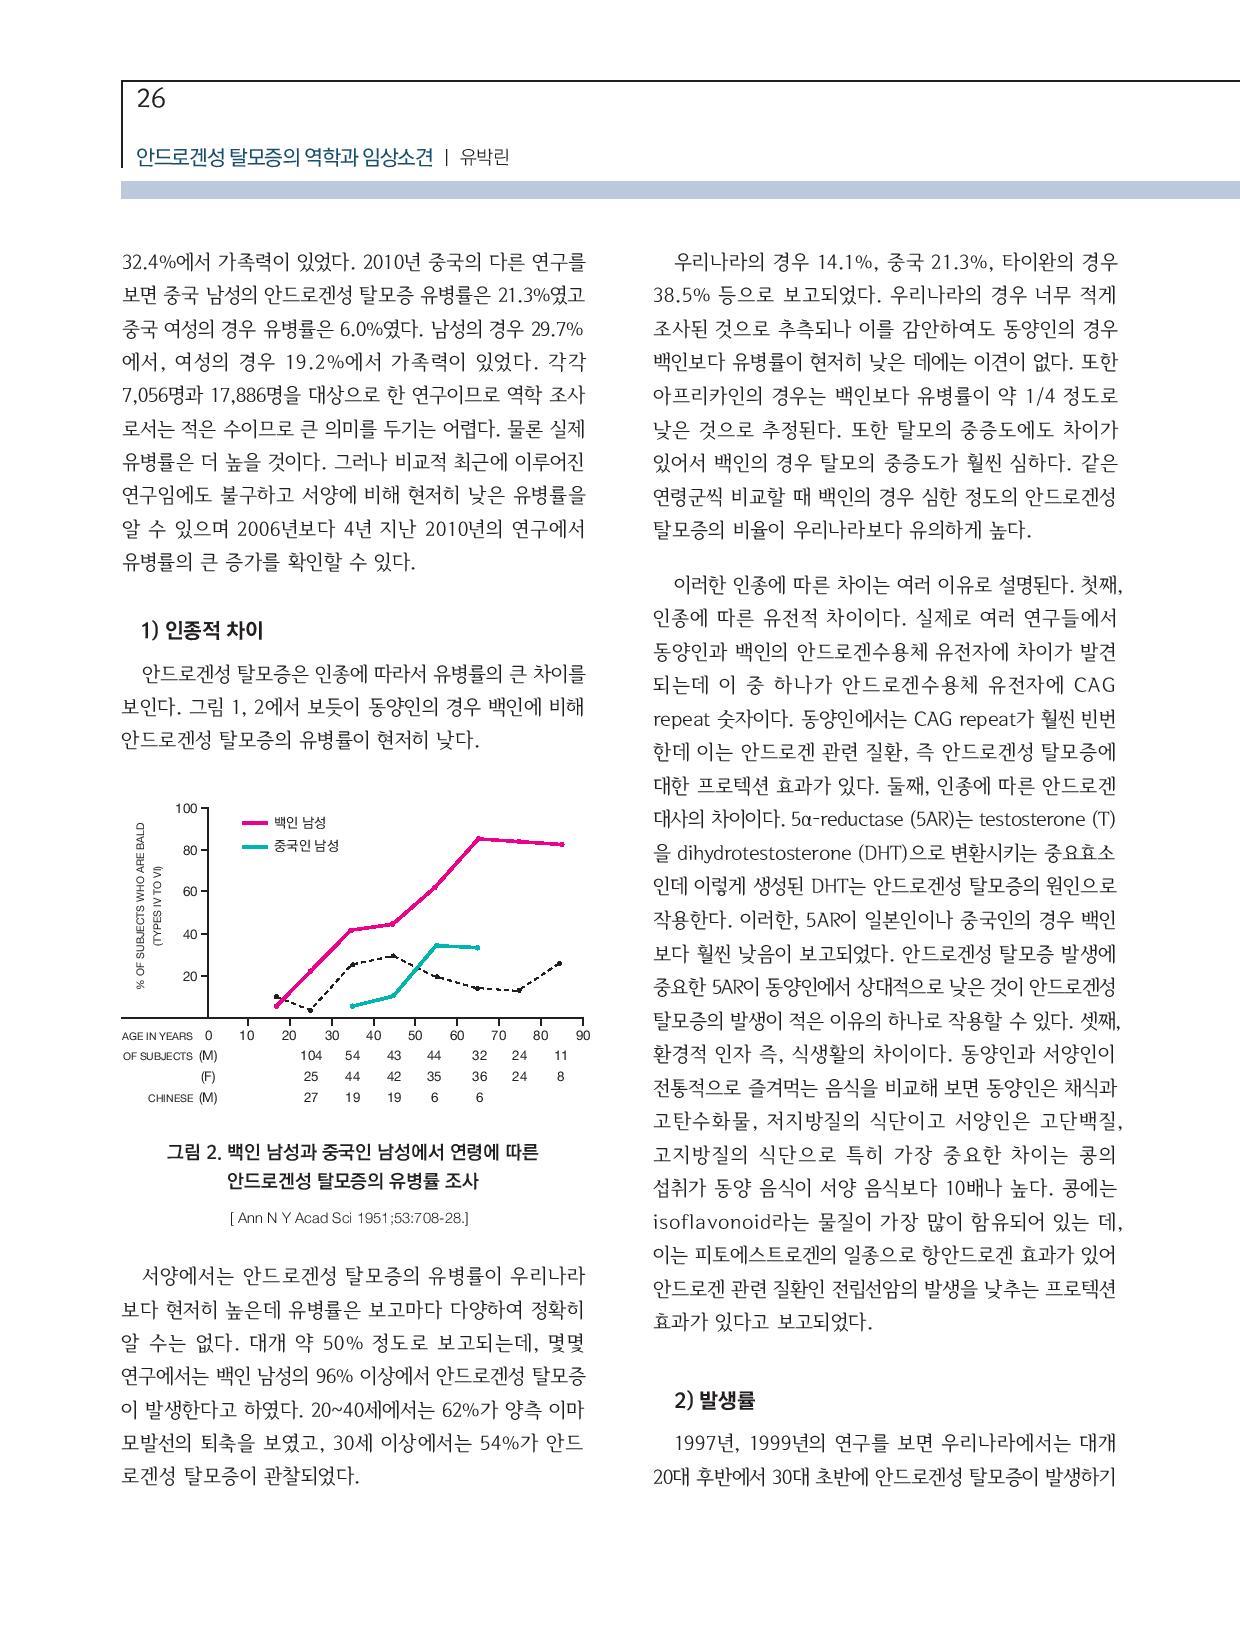 26
안드로겐성 탈모증의 역학과 임상소견 | 유박린
32.4%에서 가족력이 있었다. 2010년 중국의 다른 연구를
보면 중국 남성의 안드로겐성 탈모증 유병률은 21.3%였고
중국 여성의 경우 유병률은 6.0%였다. 남성의 경우 29.7%
에서, 여성의 경우 19.2%에서 가족력이 있었다. 각각
7,056명과 17,886명을 대상으로 한 연구이므로 역학 조사
로서는 적은 수이므로 큰 의미를 두기는 어렵다. 물론 실제
유병률은 더 높을 것이다. 그러나 비교적 최근에 이루어진
연구임에도 불구하고 서양에 비해 현저히 낮은 유병률을
알 수 있으며 2006년보다 4년 지난 2010년의 연구에서
유병률의 큰 증가를 확인할 수 있다.
1) 인종적 차이
안드로겐성 탈모증은 인종에 따라서 유병률의 큰 차이를
보인다. 그림 1, 2에서 보듯이 동양인의 경우 백인에 비해
안드로겐성 탈모증의 유병률이 현저히 낮다.
% OF SUBJECTS WHO ARE BALD
(TYPES IV TO VI)
100
80
60
40
20
백인 남성
중국인 남성
AGE IN YEARS 0 10 20 30 40 50 60 70 80 90
OF SUBJECTS (M) 104 54 43 44 32 24 11
(F) 25 44 42 35 36 24 8
CHINESE (M) 27 19 19 6 6
그림 2. 백인 남성과 중국인 남성에서 연령에 따른
안드로겐성 탈모증의 유병률 조사
[ Ann N Y Acad Sci 1951;53:708-28.]
서양에서는 안드로겐성 탈모증의 유병률이 우리나라
보다 현저히 높은데 유병률은 보고마다 다양하여 정확히
알 수는 없다. 대개 약 50% 정도로 보고되는데, 몇몇
연구에서는 백인 남성의 96% 이상에서 안드로겐성 탈모증
이 발생한다고 하였다. 20~40세에서는 62%가 양측 이마
모발선의 퇴축을 보였고, 30세 이상에서는 54%가 안드
로겐성 탈모증이 관찰되었다.
우리나라의 경우 14.1%, 중국 21.3%, 타이완의 경우
38.5% 등으로 보고되었다. 우리나라의 경우 너무 적게
조사된 것으로 추측되나 이를 감안하여도 동양인의 경우
백인보다 유병률이 현저히 낮은 데에는 이견이 없다. 또한
아프리카인의 경우는 백인보다 유병률이 약 1/4 정도로
낮은 것으로 추정된다. 또한 탈모의 중증도에도 차이가
있어서 백인의 경우 탈모의 중증도가 훨씬 심하다. 같은
연령군씩 비교할 때 백인의 경우 심한 정도의 안드로겐성
탈모증의 비율이 우리나라보다 유의하게 높다.
이러한 인종에 따른 차이는 여러 이유로 설명된다. 첫째,
인종에 따른 유전적 차이이다. 실제로 여러 연구들에서
동양인과 백인의 안드로겐수용체 유전자에 차이가 발견
되는데 이 중 하나가 안드로겐수용체 유전자에 CAG
repeat 숫자이다. 동양인에서는 CAG repeat가 훨씬 빈번
한데 이는 안드로겐 관련 질환, 즉 안드로겐성 탈모증에
대한 프로텍션 효과가 있다. 둘째, 인종에 따른 안드로겐
대사의 차이이다. 5α-reductase (5AR)는 testosterone (T)
을 dihydrotestosterone (DHT)으로 변환시키는 중요효소
인데 이렇게 생성된 DHT는 안드로겐성 탈모증의 원인으로
작용한다. 이러한, 5AR이 일본인이나 중국인의 경우 백인
보다 훨씬 낮음이 보고되었다. 안드로겐성 탈모증 발생에
중요한 5AR이 동양인에서 상대적으로 낮은 것이 안드로겐성
탈모증의 발생이 적은 이유의 하나로 작용할 수 있다. 셋째,
환경적 인자 즉, 식생활의 차이이다. 동양인과 서양인이
전통적으로 즐겨먹는 음식을 비교해 보면 동양인은 채식과
고탄수화물, 저지방질의 식단이고 서양인은 고단백질,
고지방질의 식단으로 특히 가장 중요한 차이는 콩의
섭취가 동양 음식이 서양 음식보다 10배나 높다. 콩에는
isoflavonoid라는 물질이 가장 많이 함유되어 있는 데,
이는 피토에스트로겐의 일종으로 항안드로겐 효과가 있어
안드로겐 관련 질환인 전립선암의 발생을 낮추는 프로텍션
효과가 있다고 보고되었다.
2) 발생률
1997년, 1999년의 연구를 보면 우리나라에서는 대개
20대 후반에서 30대 초반에 안드로겐성 탈모증이 발생하기